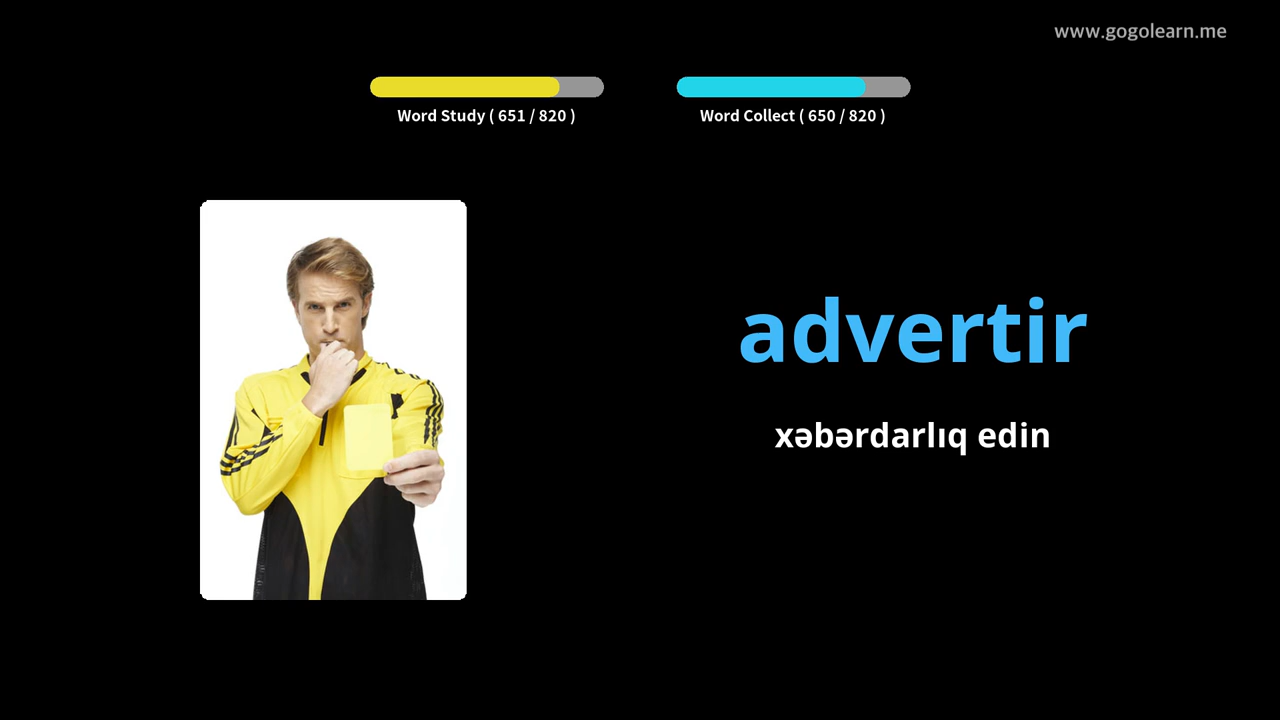 www.gogolearn.me
Word Study ( 651 / 820 )
Word Collect ( 650 / 820 )
advertir
xəbərdarlıq edin